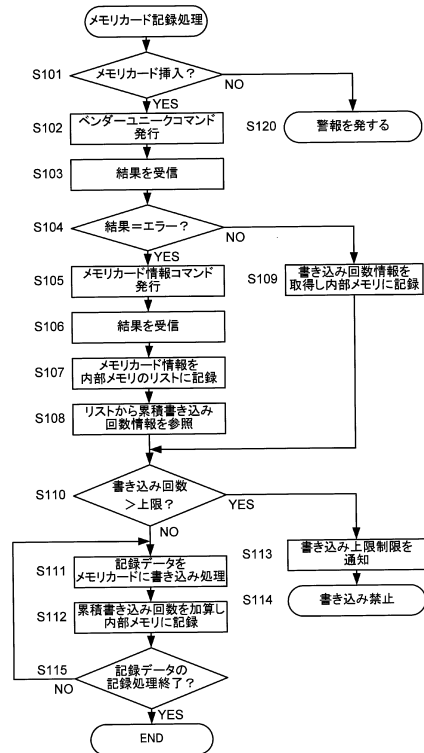 メモリカード記録処理
S101
メモリカード挿入？
NO
YES
S102
ベンダーユニークコマンド
発行
S120
警報を発する
S103
結果を受信
S104
結果＝エラー？
NO
YES
S105
メモリカード情報コマンド
発行
S109
書き込み回数情報を
取得し内部メモリに記録
S106
結果を受信
S107
メモリカード情報を
内部メモリのリストに記録
S108
リストから累積書き込み
回数情報を参照
S110
書き込み回数
＞上限？
YES
NO
S111
記録データを
メモリカードに書き込み処理
S113
書き込み上限制限を
通知
S112
累積書き込み回数を加算し
内部メモリに記録
S114
書き込み禁止
S115
記録データの
記録処理終了？
NO
YES
END